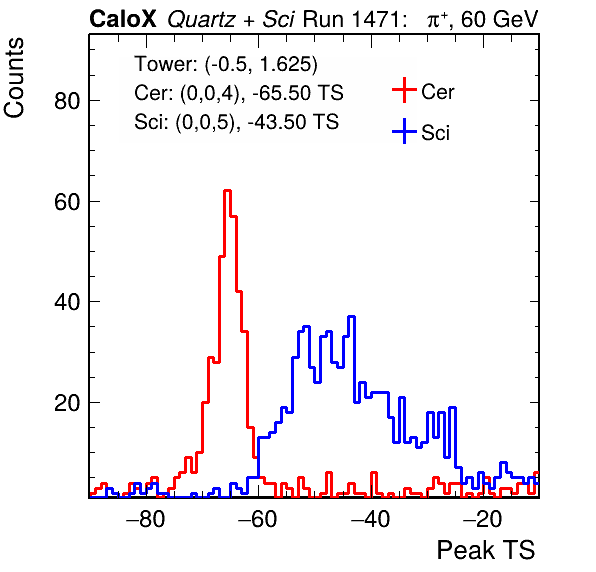 CaloX Quartz + Sci Run 1471: π⁺, 60 GeV
Counts
Tower: (-0.5, 1.625)
Cer: (0,0,4), -65.50 TS
Sci: (0,0,5), -43.50 TS
Cer
Sci
80
60
40
20
−80 −60 −40 −20
Peak TS